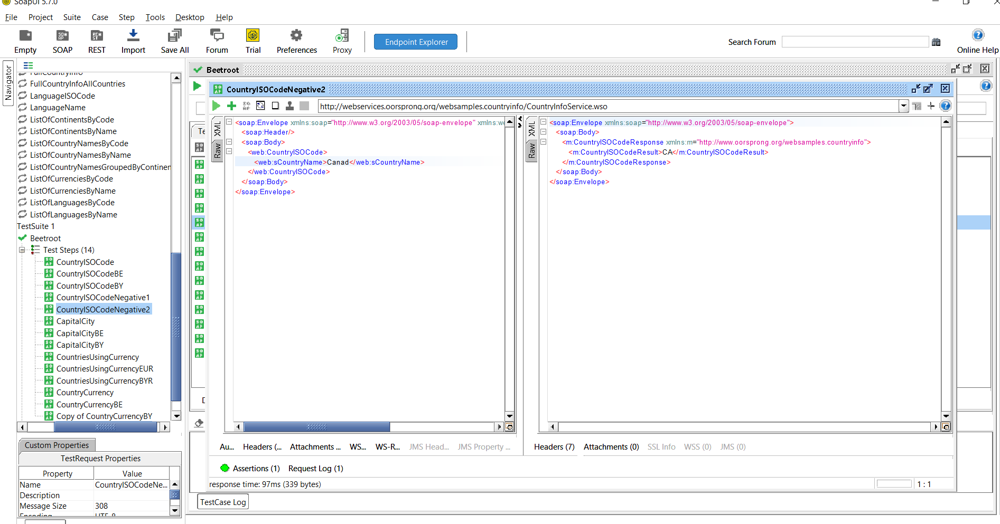 SoapUI 5.7.0
File Project Suite Case Step Tools Desktop Help
Empty SOAP REST Import Save All Forum Trial Preferences Proxy
Endpoint Explorer
Search Forum
Online Help
Navigator
FullCountryInfo
FullCountryInfoAllCountries
LanguageISOCode
LanguageName
ListOfContinentsByCode
ListOfContinentsByName
ListOfCountryNamesByCode
ListOfCountryNamesByName
ListOfCountryNamesGroupedByContinen
ListOfCurrenciesByCode
ListOfCurrenciesByName
ListOfLanguagesByCode
ListOfLanguagesByName
TestSuite 1
Beetroot
Test Steps (14)
CountryISOCode
CountryISOCodeBE
CountryISOCodeBY
CountryISOCodeNegative1
CountryISOCodeNegative2
CapitalCity
CapitalCityBE
CapitalCityBY
CountriesUsingCurrency
CountriesUsingCurrencyEUR
CountriesUsingCurrencyBYR
CountryCurrency
CountryCurrencyBE
Copy of CountryCurrencyBY
Custom Properties
TestRequest Properties
Property Value
Name CountryISOCodeNe...
Description
Message Size 308
Encoding UTF-8
Beetroot
CountryISOCodeNegative2
http://webservices.oorsprong.org/websamples.countryinfo/CountryInfoService.wso
Te
XML
Raw
<soap:Envelope xmlns:soap="http://www.w3.org/2003/05/soap-envelope" xmlns:we
<soap:Header/>
<soap:Body>
<web:CountryISOCode>
<web:sCountryName>Canad</web:sCountryName>
</web:CountryISOCode>
</soap:Body>
</soap:Envelope>
XML
Raw
<soap:Envelope xmlns:soap="http://www.w3.org/2003/05/soap-envelope">
<soap:Body>
<m:CountryISOCodeResponse xmlns:m="http://www.oorsprong.org/websamples.countryinfo">
<m:CountryISOCodeResult>CA</m:CountryISOCodeResult>
</m:CountryISOCodeResponse>
</soap:Body>
</soap:Envelope>
Au... Headers (... Attachments ... WS... WS-R... JMS Head... JMS Property ...
Headers (7) Attachments (0) SSL Info WSS (0) JMS (0)
Assertions (1) Request Log (1)
response time: 97ms (339 bytes)
1 : 1
TestCase Log